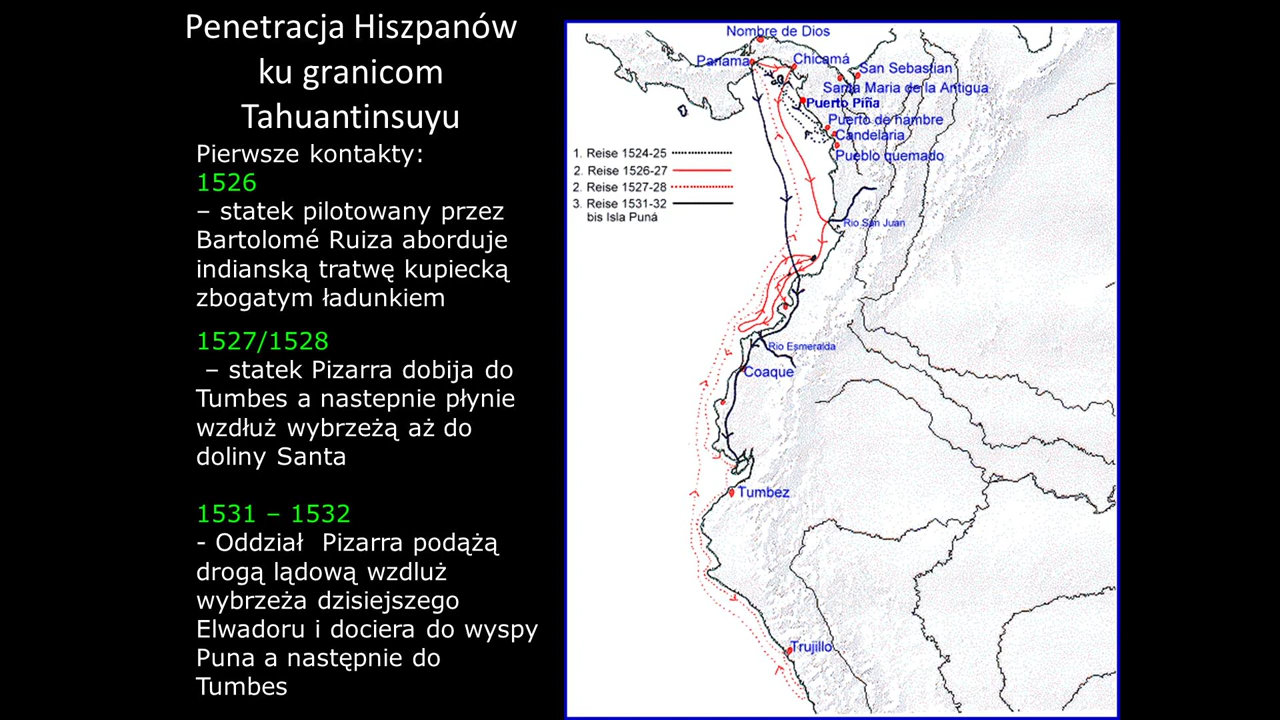 Penetracja Hiszpanów
ku granicom
Tahuantinsuyu
Pierwsze kontakty:
1526
– statek pilotowany przez
Bartolomé Ruiza aborduje
indianską tratwę kupiecką
zbogatym ładunkiem
1527/1528
– statek Pizarra dobija do
Tumbes a nastepnie płynie
wzdłuż wybrzeżą aż do
doliny Santa
1531 – 1532
- Oddział Pizarra podążą
drogą lądową wzdluż
wybrzeża dzisiejszego
Elwadoru i dociera do wyspy
Puna a następnie do
Tumbes
Nombre de Dios
Panama
Chicamá
San Sebastian
Santa Maria de la Antigua
Puerto Piña
Puerto de hambre
Candelaria
Pueblo quemado
1. Reise 1524-25
2. Reise 1526-27
2. Reise 1527-28
3. Reise 1531-32
bis Isla Puná
Rio San Juan
Rio Esmeralda
Coaque
Tumbez
Trujillo